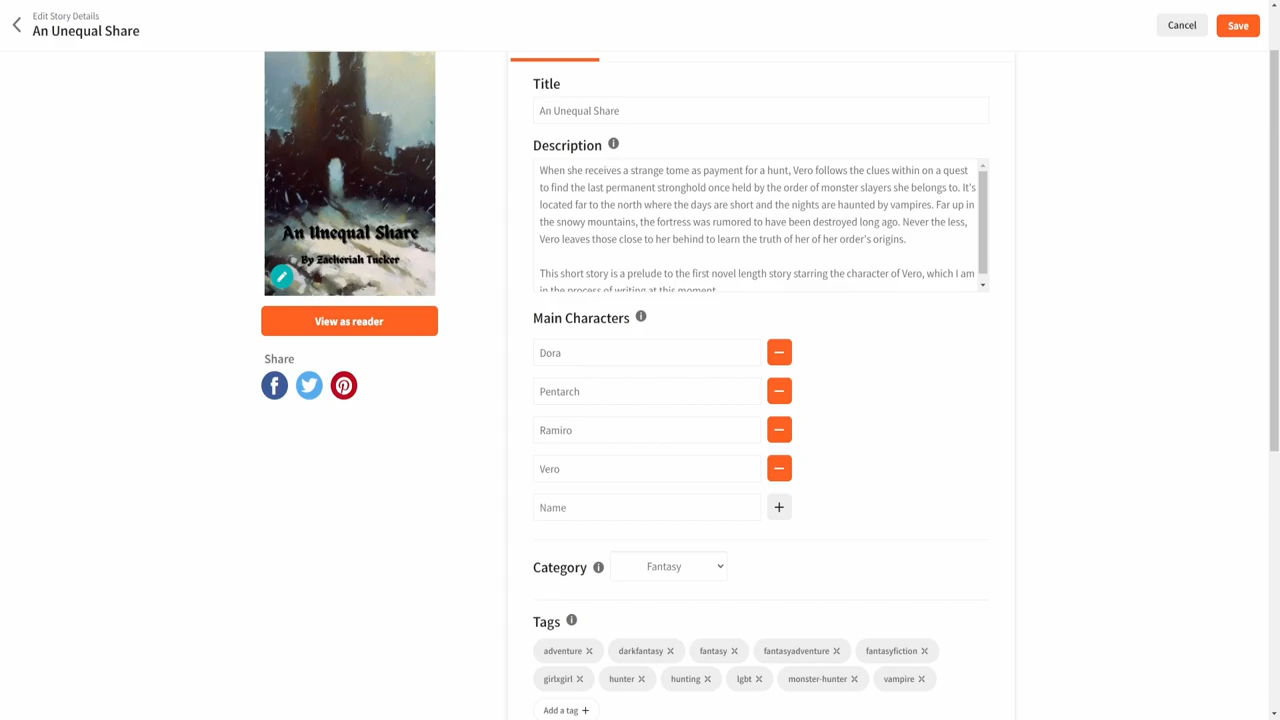 Edit Story Details
An Unequal Share
Cancel
Save
An Unequal Share
By Zacheriah Tucker
View as reader
Share
Title
An Unequal Share
Description
When she receives a strange tome as payment for a hunt, Vero follows the clues within on a quest
to find the last permanent stronghold once held by the order of monster slayers she belongs to. It's
located far to the north where the days are short and the nights are haunted by vampires. Far up in
the snowy mountains, the fortress was rumored to have been destroyed long ago. Never the less,
Vero leaves those close to her behind to learn the truth of her of her order's origins.
This short story is a prelude to the first novel length story starring the character of Vero, which I am
in the process of writing at this moment.
Main Characters
Dora
Pentarch
Ramiro
Vero
Name
Category
Fantasy
Tags
adventure darkfantasy fantasy fantasyadventure fantasyfiction
girlxgirl hunter hunting lgbt monster-hunter vampire
Add a tag +